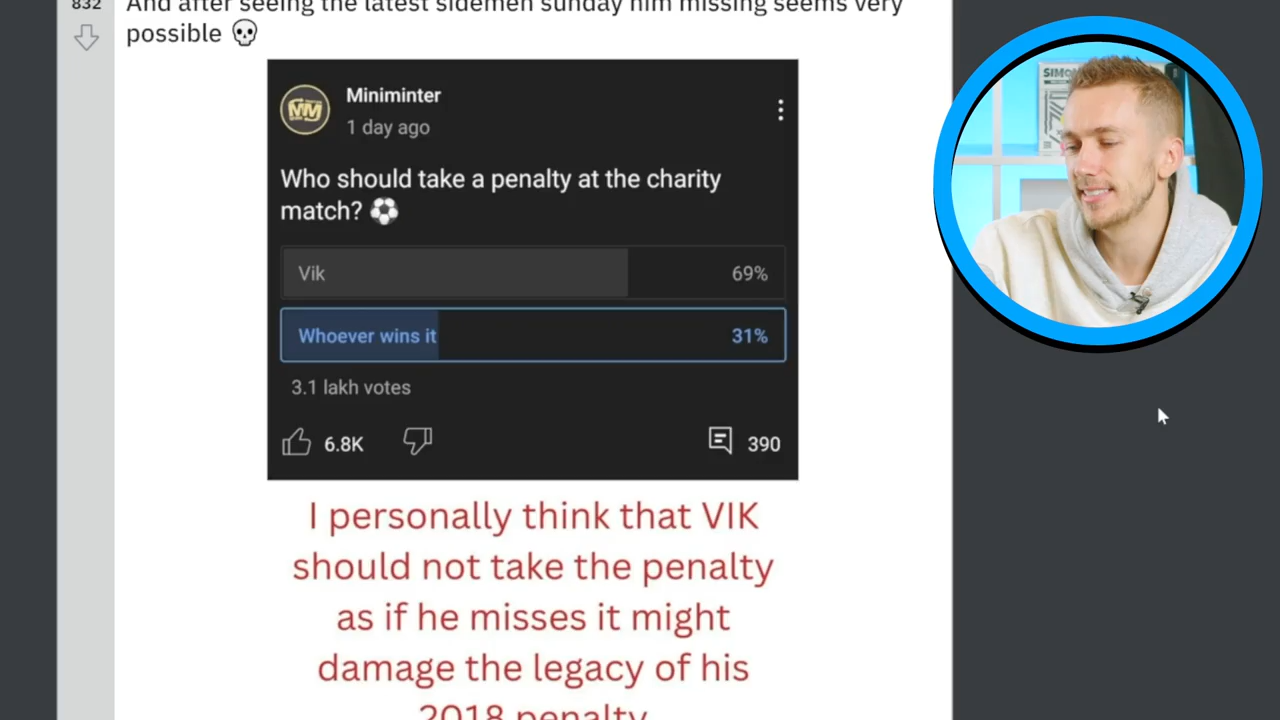 832
And after seeing the latest sidemen sunday him missing seems very
possible 💀
MM
Miniminter
1 day ago
Who should take a penalty at the charity
match? ⚽
Vik 69%
Whoever wins it 31%
3.1 lakh votes
6.8K 390
I personally think that VIK
should not take the penalty
as if he misses it might
damage the legacy of his
2018 penalty
SIMON